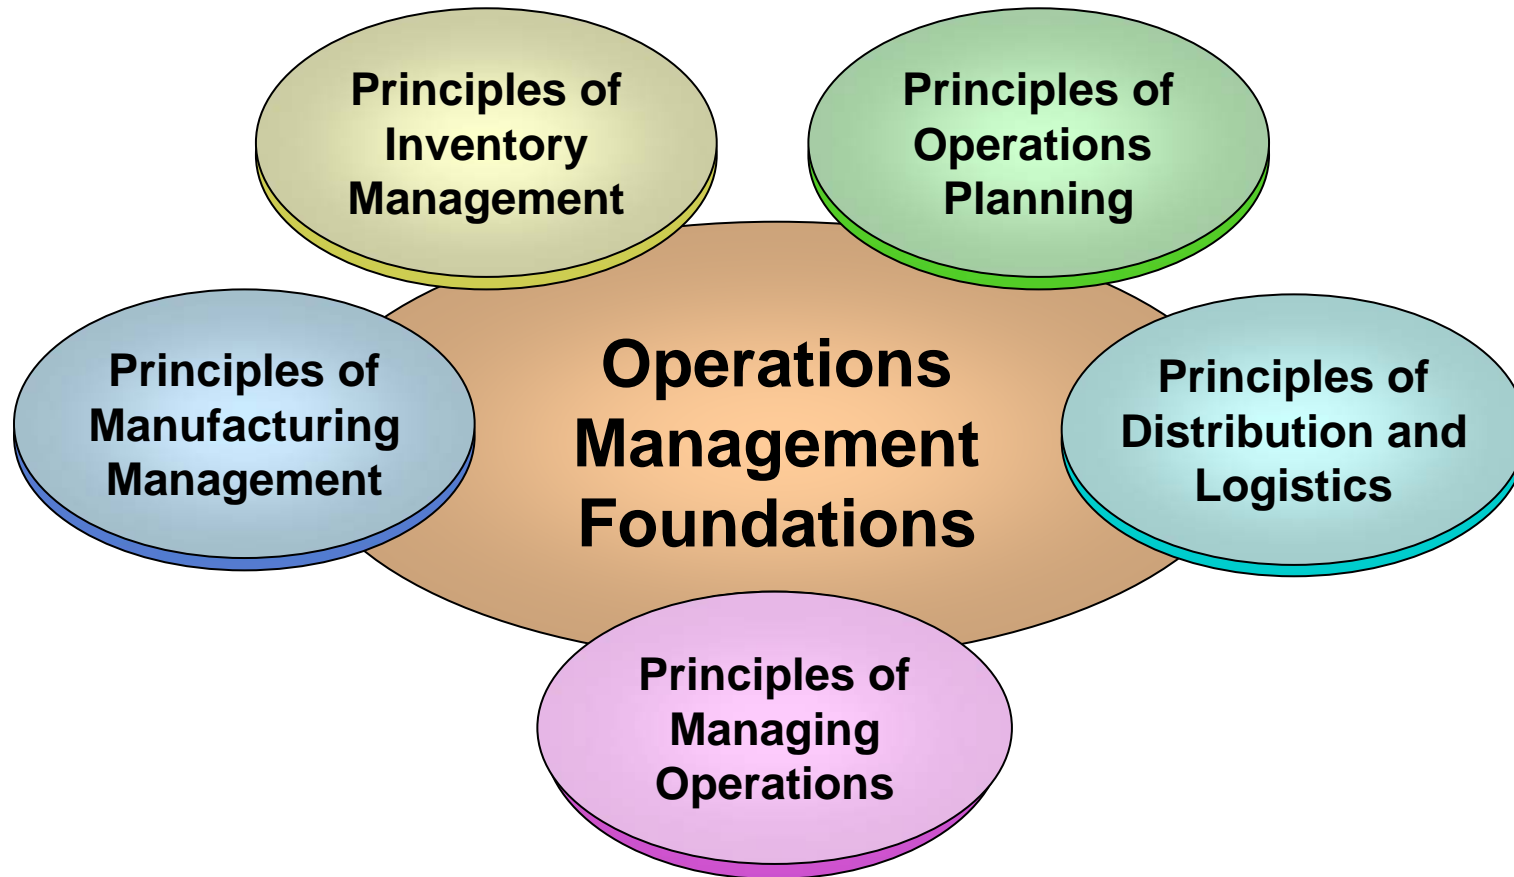 Principles of
Inventory
Management
Principles of
Operations
Planning
Principles of
Manufacturing
Management
Operations
Management
Foundations
Principles of
Distribution and
Logistics
Principles of
Managing
Operations